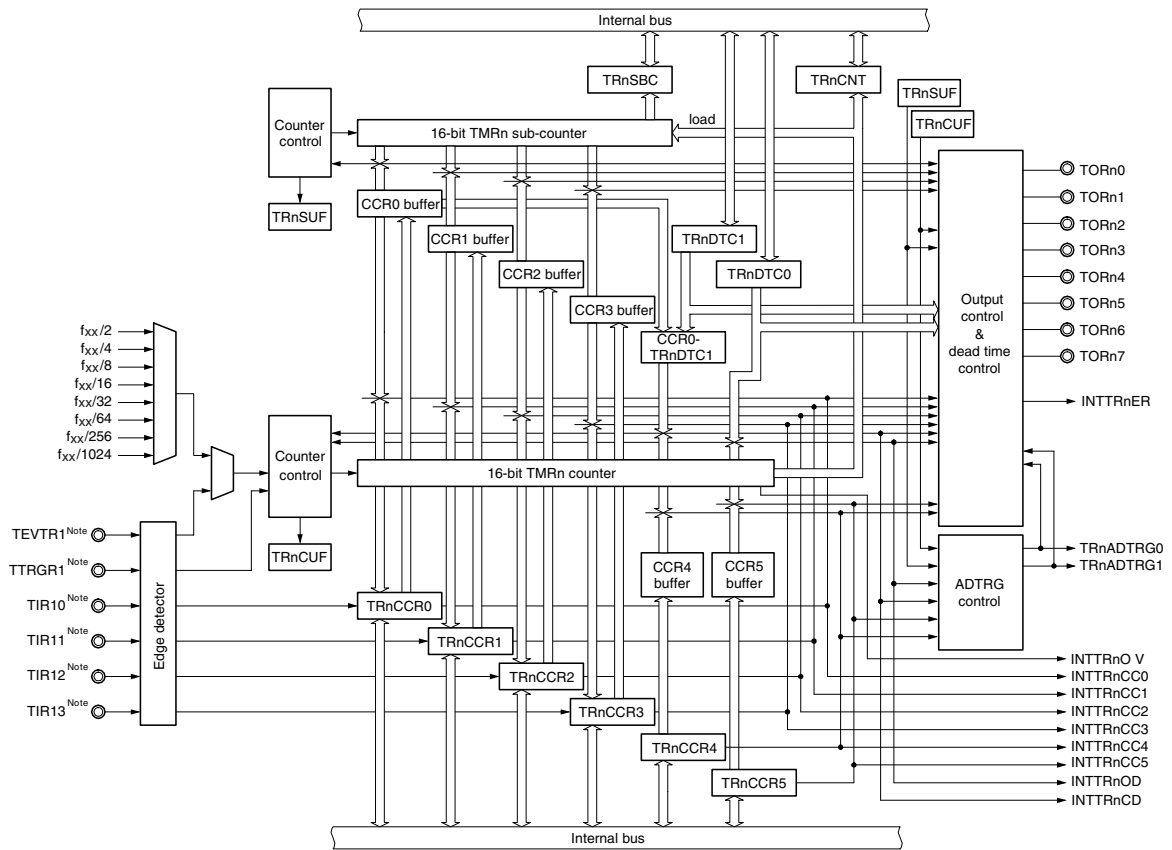 Internal bus
TRnSBC
TRnCNT
TRnSUF
TRnCUF
Counter
control
16-bit TMRn sub-counter
load
TRnSUF
CCR0 buffer
CCR1 buffer
CCR2 buffer
CCR3 buffer
TRnDTC1
TRnDTC0
CCR0-
TRnDTC1
Output
control
&
dead time
control
TORn0
TORn1
TORn2
TORn3
TORn4
TORn5
TORn6
TORn7
INTTRnER
fXX/2
fXX/4
fXX/8
fXX/16
fXX/32
fXX/64
fXX/256
fXX/1024
Counter
control
16-bit TMRn counter
TRnCUF
TEVTR1Note
TTRGR1Note
TIR10Note
TIR11Note
TIR12Note
TIR13Note
Edge detector
CCR4
buffer
CCR5
buffer
TRnCCR0
TRnCCR1
TRnCCR2
TRnCCR3
TRnCCR4
TRnCCR5
ADTRG
control
TRnADTRG0
TRnADTRG1
INTTRnO V
INTTRnCC0
INTTRnCC1
INTTRnCC2
INTTRnCC3
INTTRnCC4
INTTRnCC5
INTTRnOD
INTTRnCD
Internal bus